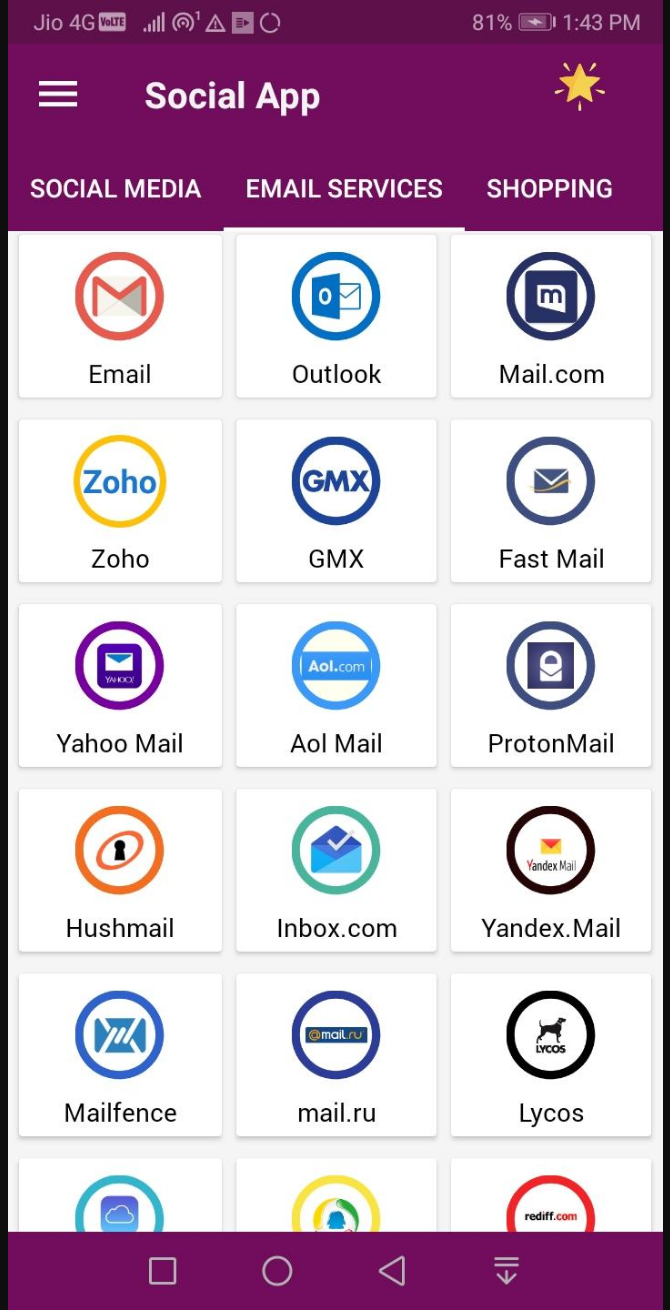 Jio 4G VoLTE 1 81% 1:43 PM
Social App
SOCIAL MEDIA EMAIL SERVICES SHOPPING
Email Outlook Mail.com
Zoho GMX
Zoho GMX Fast Mail
YAHOO! Aol.com
Yahoo Mail Aol Mail ProtonMail
Yandex Mail
Hushmail Inbox.com Yandex.Mail
@mail.ru LYCOS
Mailfence mail.ru Lycos
rediff.com